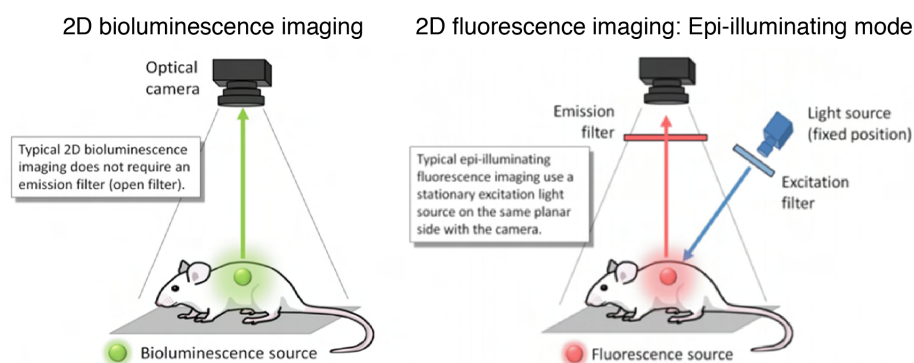 2D bioluminescence imaging
Optical
camera
Typical 2D bioluminescence
imaging does not require an
emission filter (open filter).
Bioluminescence source
2D fluorescence imaging: Epi-illuminating mode
Emission
filter
Light source
(fixed position)
Typical epi-illuminating
fluorescence imaging use a
stationary excitation light
source on the same planar
side with the camera.
Excitation
filter
Fluorescence source